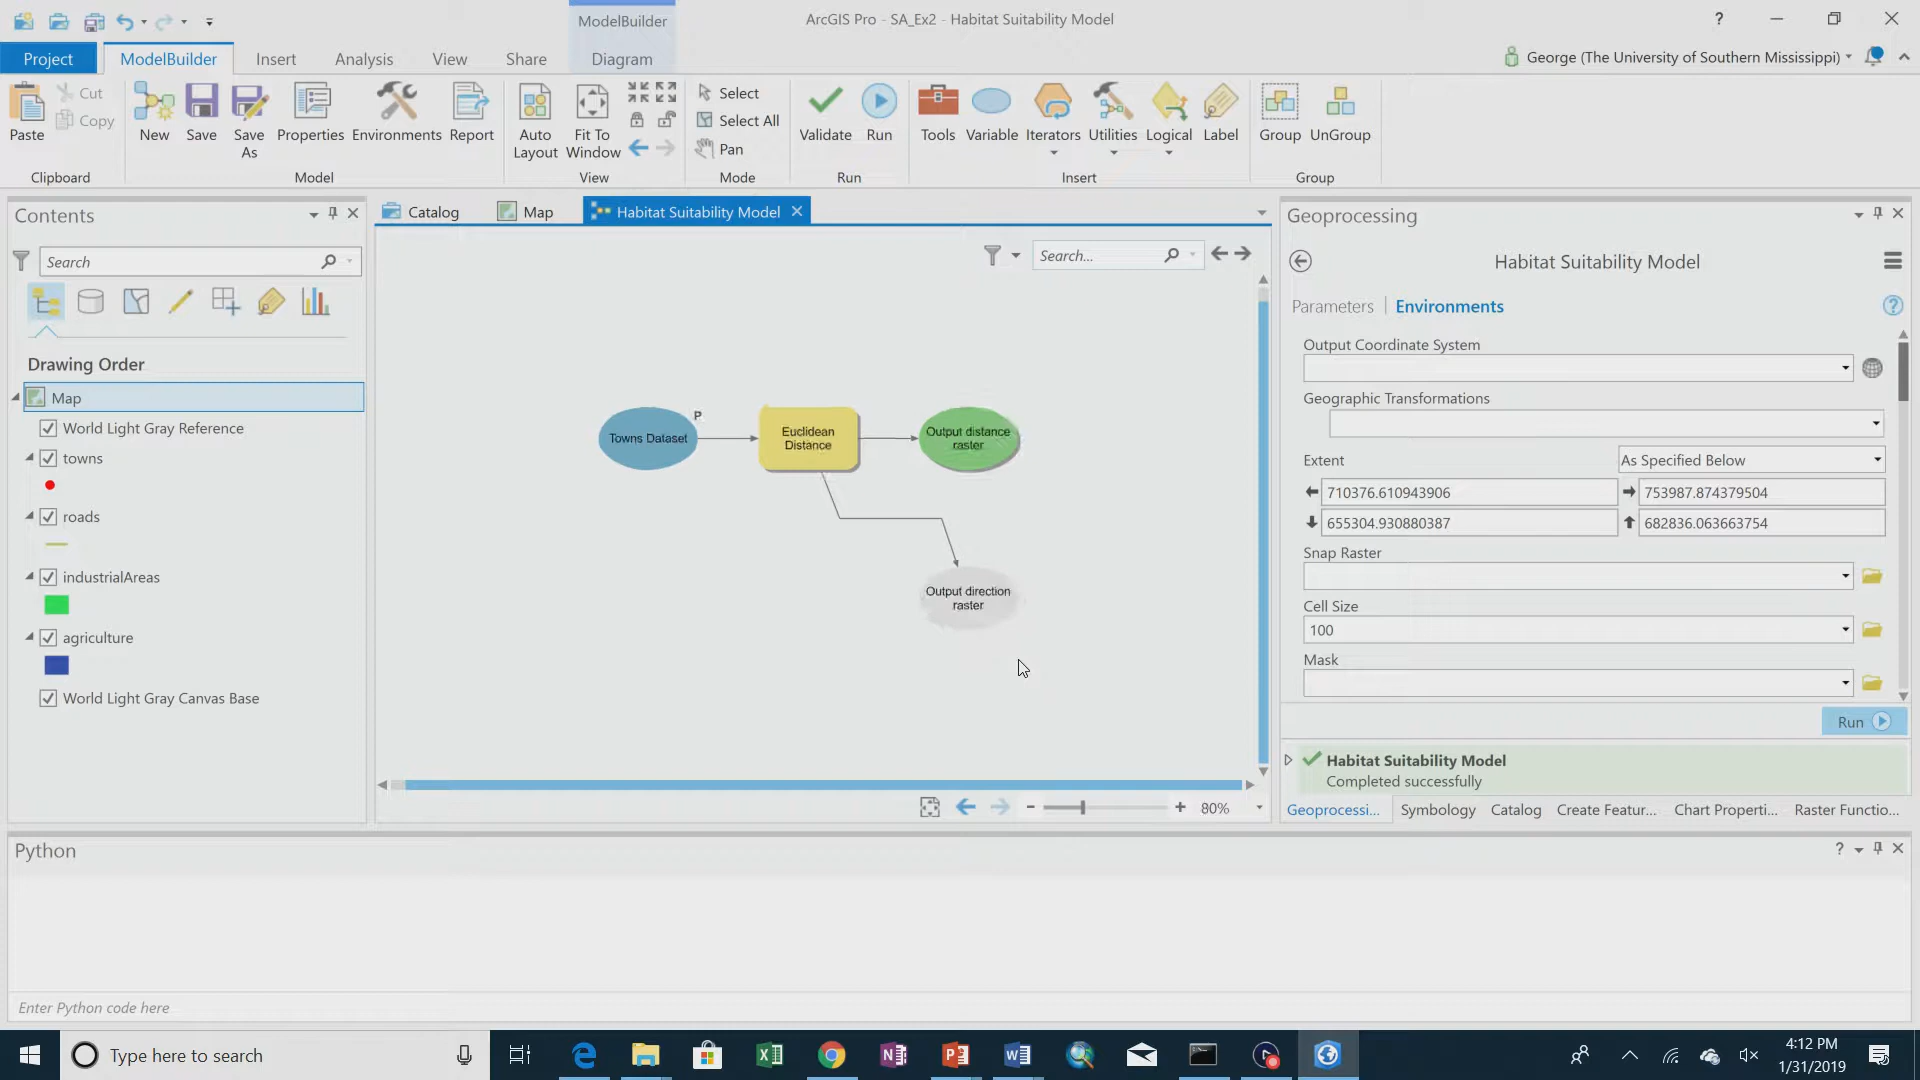 ModelBuilder
ArcGIS Pro - SA_Ex2 - Habitat Suitability Model
?
Project
ModelBuilder
Insert
Analysis
View
Share
Diagram
George (The University of Southern Mississippi)
Paste
Cut
Copy
New
Save
Save
As
Properties
Environments
Report
Auto
Layout
Fit To
Window
Select
Select All
Pan
Validate
Run
Tools
Variable
Iterators
Utilities
Logical
Label
Group
UnGroup
Clipboard
Model
View
Mode
Run
Insert
Group
Contents
Search
Drawing Order
Map
World Light Gray Reference
towns
roads
industrialAreas
agriculture
World Light Gray Canvas Base
Catalog
Map
Habitat Suitability Model
Search...
Towns Dataset
P
Euclidean
Distance
Output distance
raster
Output direction
raster
80%
Geoprocessing
Habitat Suitability Model
Parameters
Environments
?
Output Coordinate System
Geographic Transformations
Extent
As Specified Below
710376.610943906
753987.874379504
655304.930880387
682836.063663754
Snap Raster
Cell Size
100
Mask
Run
Habitat Suitability Model
Completed successfully
Geoprocessi...
Symbology
Catalog
Create Featur...
Chart Properti...
Raster Functio...
Python
?
Enter Python code here
Type here to search
4:12 PM
1/31/2019